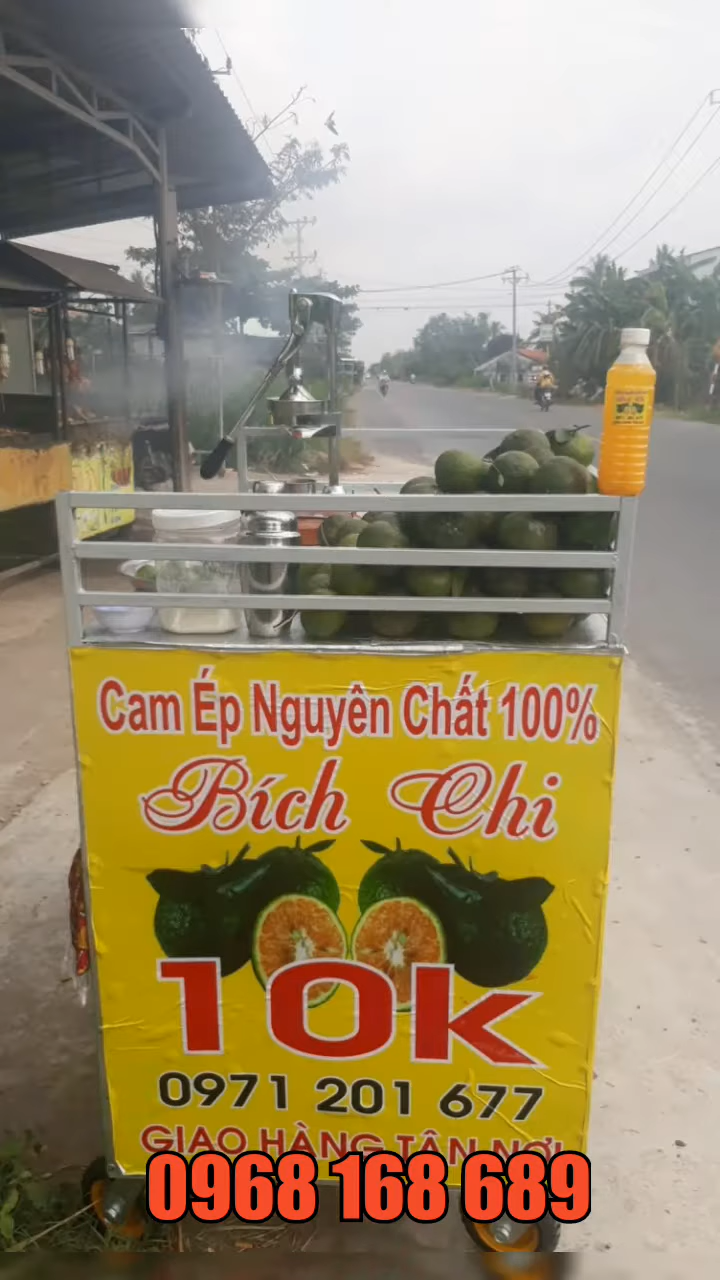 Cam Ép Nguyên Chất 100%
Bích Chi
10K
0971 201 677
GIAO HÀNG TẬN NƠI
0968 168 689